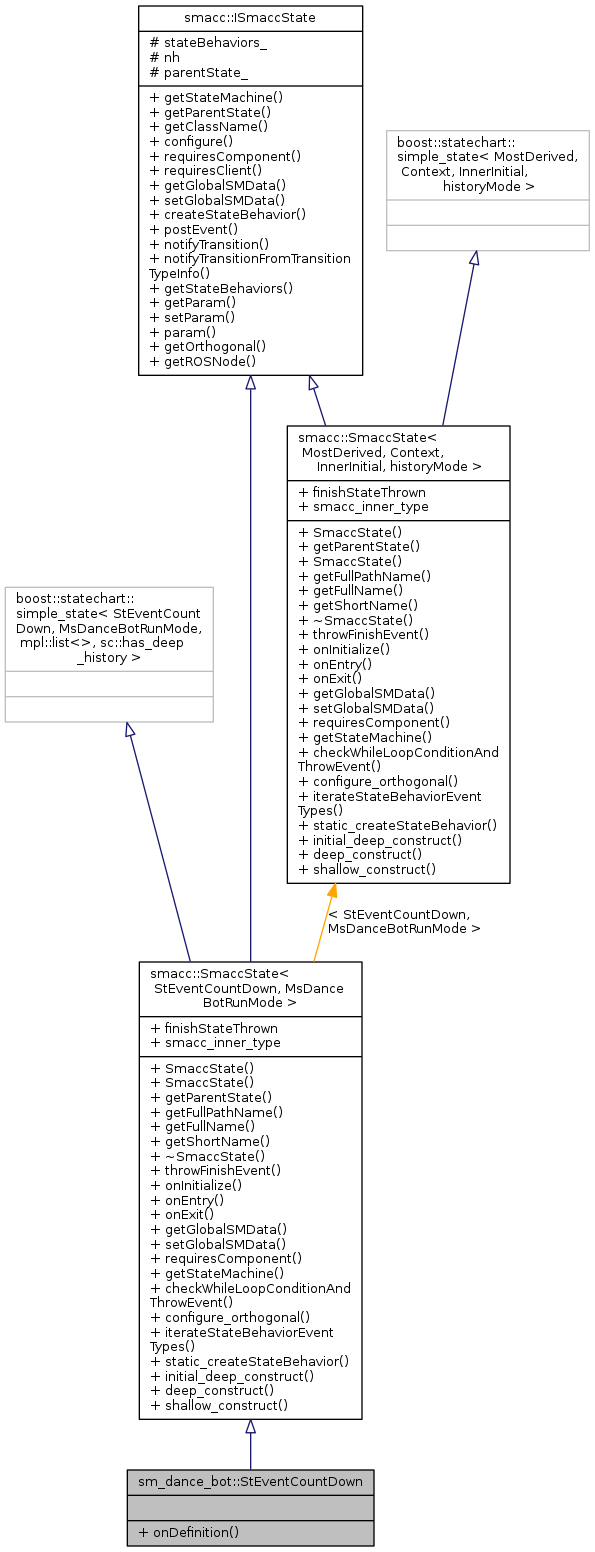 smacc::ISmaccState
# stateBehaviors_
# nh
# parentState_
+ getStateMachine()
+ getParentState()
+ getClassName()
+ configure()
+ requiresComponent()
+ requiresClient()
+ getGlobalSMData()
+ setGlobalSMData()
+ createStateBehavior()
+ postEvent()
+ notifyTransition()
+ notifyTransitionFromTransition
TypeInfo()
+ getStateBehaviors()
+ getParam()
+ setParam()
+ param()
+ getOrthogonal()
+ getROSNode()
boost::statechart::
simple_state< MostDerived,
Context, InnerInitial,
historyMode >
smacc::SmaccState<
MostDerived, Context,
InnerInitial, historyMode >
+ finishStateThrown
+ smacc_inner_type
+ SmaccState()
+ getParentState()
+ SmaccState()
+ getFullPathName()
+ getFullName()
+ getShortName()
+ ~SmaccState()
+ throwFinishEvent()
+ onInitialize()
+ onEntry()
+ onExit()
+ getGlobalSMData()
+ setGlobalSMData()
+ requiresComponent()
+ getStateMachine()
+ checkWhileLoopConditionAnd
ThrowEvent()
+ configure_orthogonal()
+ iterateStateBehaviorEvent
Types()
+ static_createStateBehavior()
+ initial_deep_construct()
+ deep_construct()
+ shallow_construct()
boost::statechart::
simple_state< StEventCount
Down, MsDanceBotRunMode,
mpl::list<>, sc::has_deep
_history >
< StEventCountDown,
MsDanceBotRunMode >
smacc::SmaccState<
StEventCountDown, MsDance
BotRunMode >
+ finishStateThrown
+ smacc_inner_type
+ SmaccState()
+ SmaccState()
+ getParentState()
+ getFullPathName()
+ getFullName()
+ getShortName()
+ ~SmaccState()
+ throwFinishEvent()
+ onInitialize()
+ onEntry()
+ onExit()
+ getGlobalSMData()
+ setGlobalSMData()
+ requiresComponent()
+ getStateMachine()
+ checkWhileLoopConditionAnd
ThrowEvent()
+ configure_orthogonal()
+ iterateStateBehaviorEvent
Types()
+ static_createStateBehavior()
+ initial_deep_construct()
+ deep_construct()
+ shallow_construct()
sm_dance_bot::StEventCountDown
+ onDefinition()